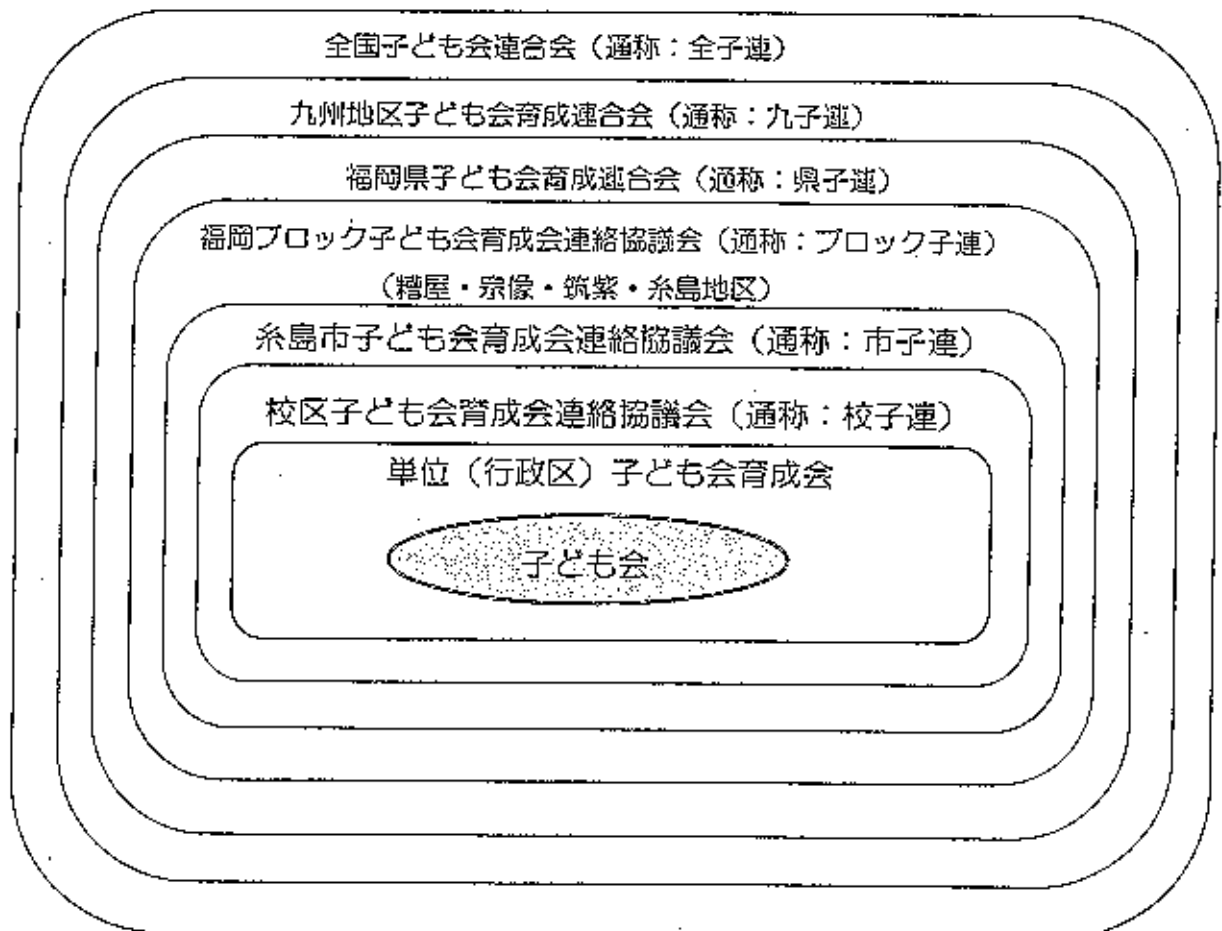 全国子ども会連合会（通称：全子連）
九州地区子ども会育成連合会（通称：九子連）
福岡県子ども会育成連合会（通称：県子連）
福岡ブロック子ども会育成会連絡協議会（通称：ブロック子連）
（糟屋・宗像・筑紫・糸島地区）
糸島市子ども会育成会連絡協議会（通称：市子連）
校区子ども会育成会連絡協議会（通称：校子連）
単位（行政区）子ども会育成会
子ども会